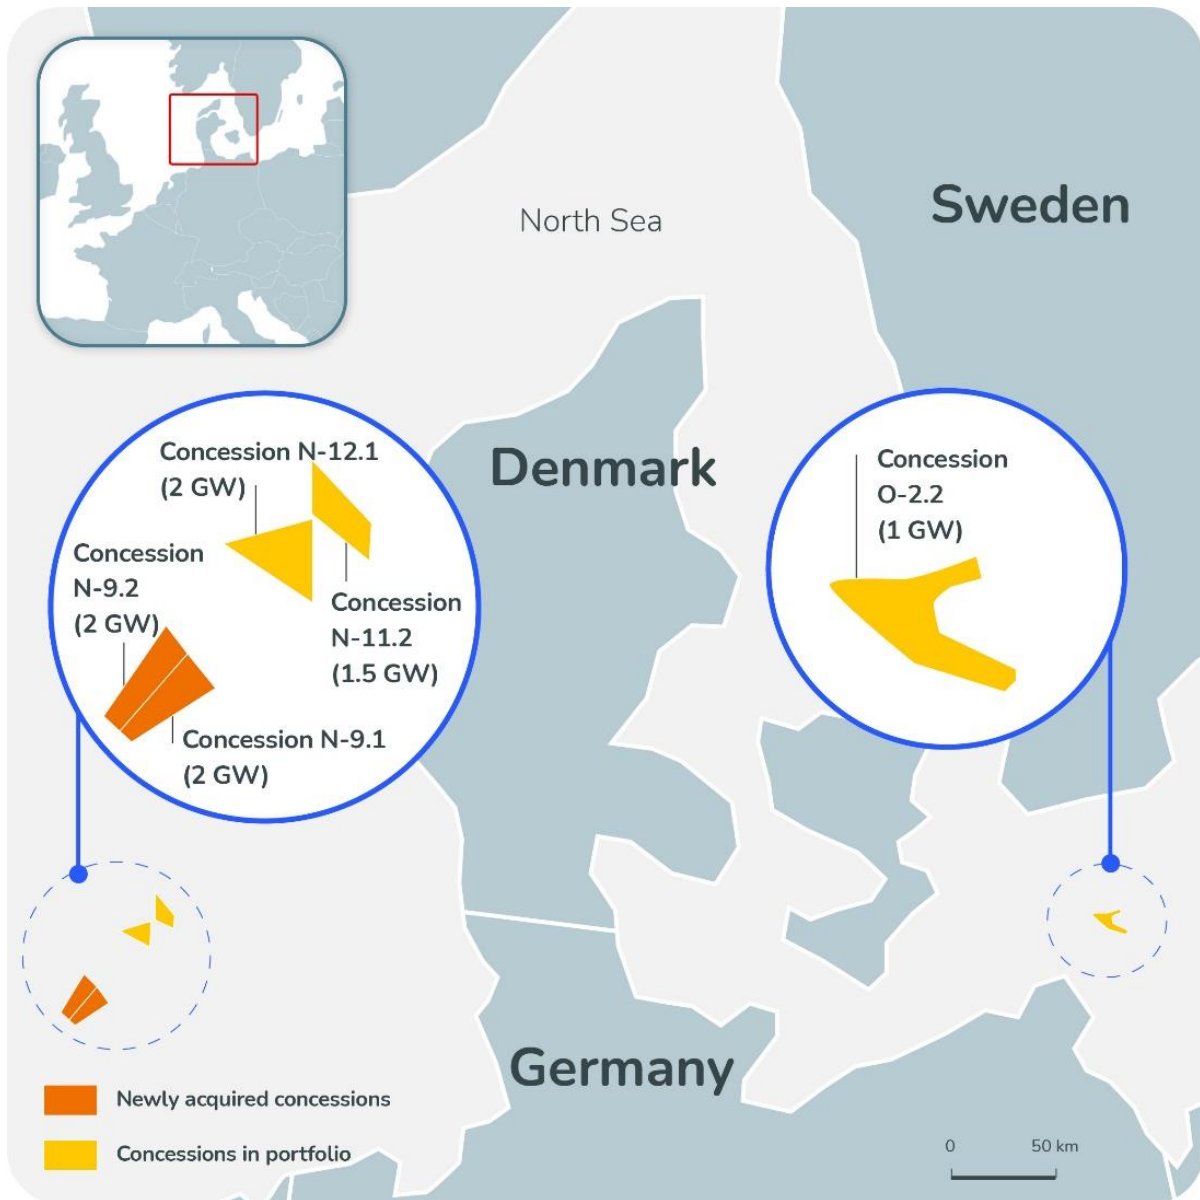 North Sea
Sweden
Denmark
Germany
Concession N-12.1
(2 GW)
Concession
N-9.2
(2 GW)
Concession
N-11.2
(1.5 GW)
Concession N-9.1
(2 GW)
Concession
O-2.2
(1 GW)
Newly acquired concessions
Concessions in portfolio
0 50 km